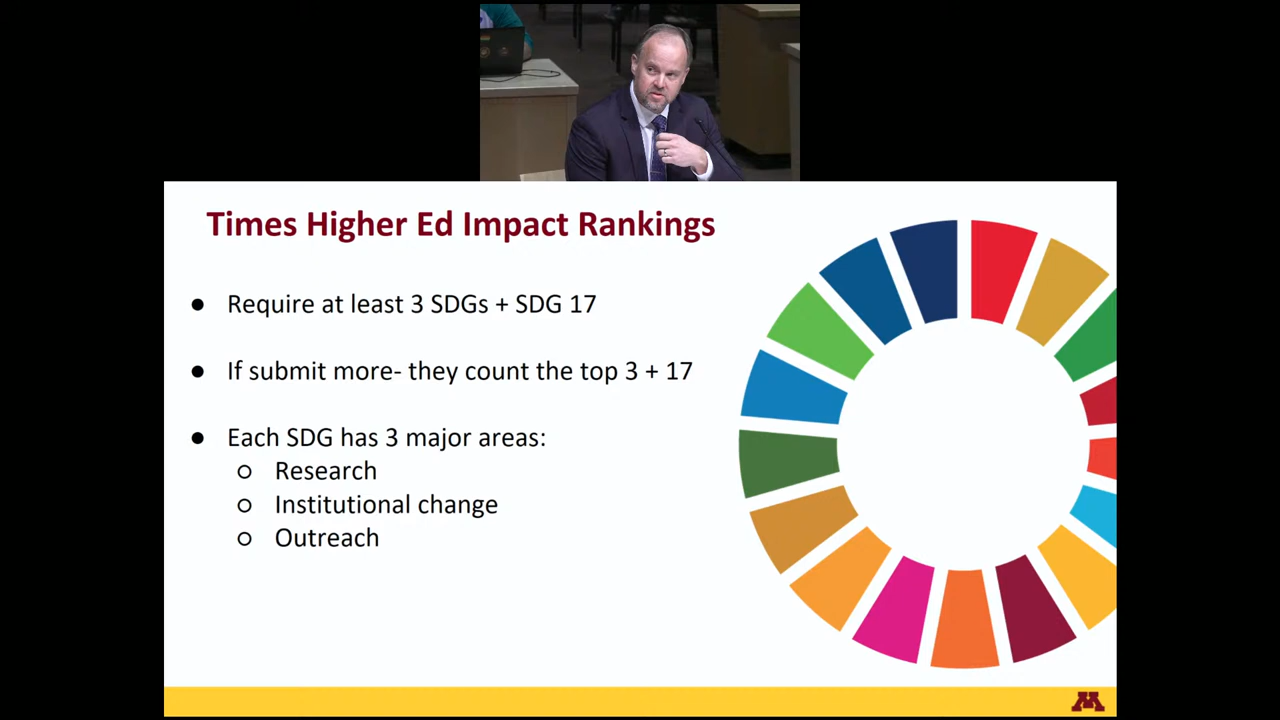 Times Higher Ed Impact Rankings
● Require at least 3 SDGs + SDG 17
● If submit more- they count the top 3 + 17
● Each SDG has 3 major areas:
○ Research
○ Institutional change
○ Outreach
M